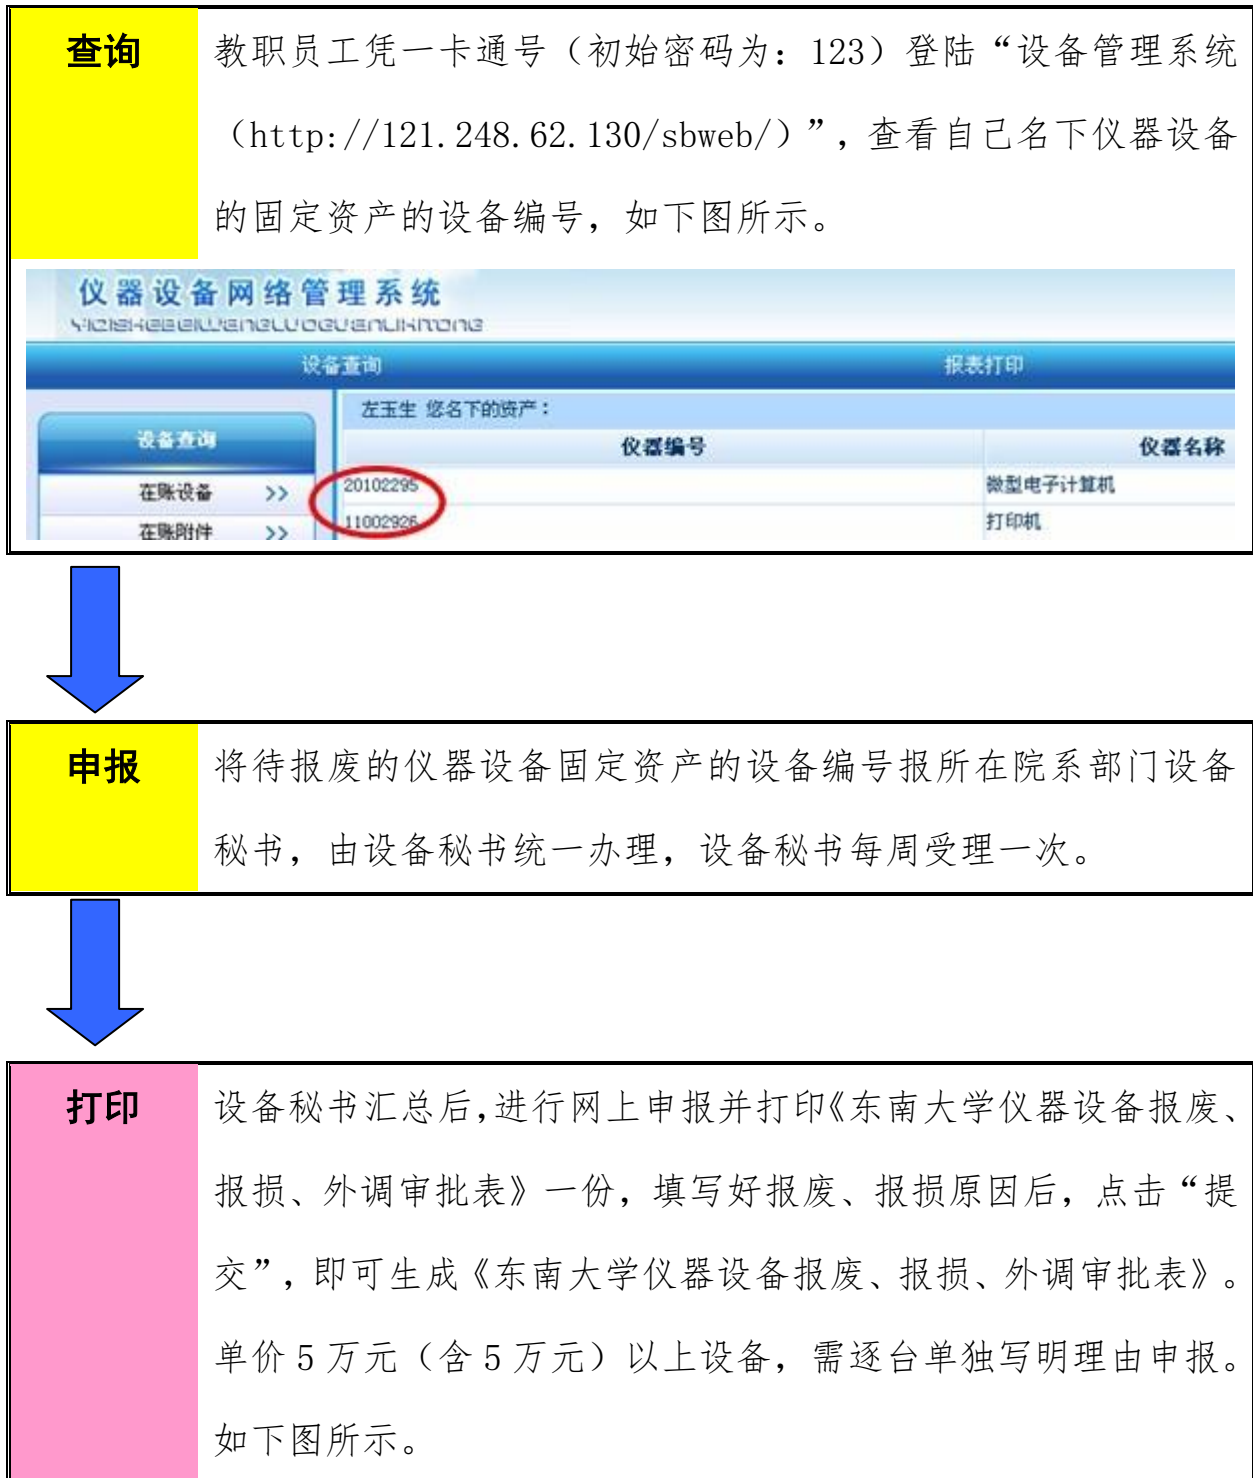 查询
教职员工凭一卡通号（初始密码为：123）登陆“设备管理系统
（http://121.248.62.130/sbweb/）”，查看自己名下仪器设备
的固定资产的设备编号，如下图所示。
仪器设备网络管理系统
设备查询 报表打印
左玉生 您名下的资产：
设备查询
仪器编号 仪器名称
在账设备 >>
20102295 微型电子计算机
在账附件 >>
11002926 打印机
申报
将待报废的仪器设备固定资产的设备编号报所在院系部门设备
秘书，由设备秘书统一办理，设备秘书每周受理一次。
打印
设备秘书汇总后，进行网上申报并打印《东南大学仪器设备报废、
报损、外调审批表》一份，填写好报废、报损原因后，点击“提
交”，即可生成《东南大学仪器设备报废、报损、外调审批表》。
单价 5 万元（含 5 万元）以上设备，需逐台单独写明理由申报。
如下图所示。